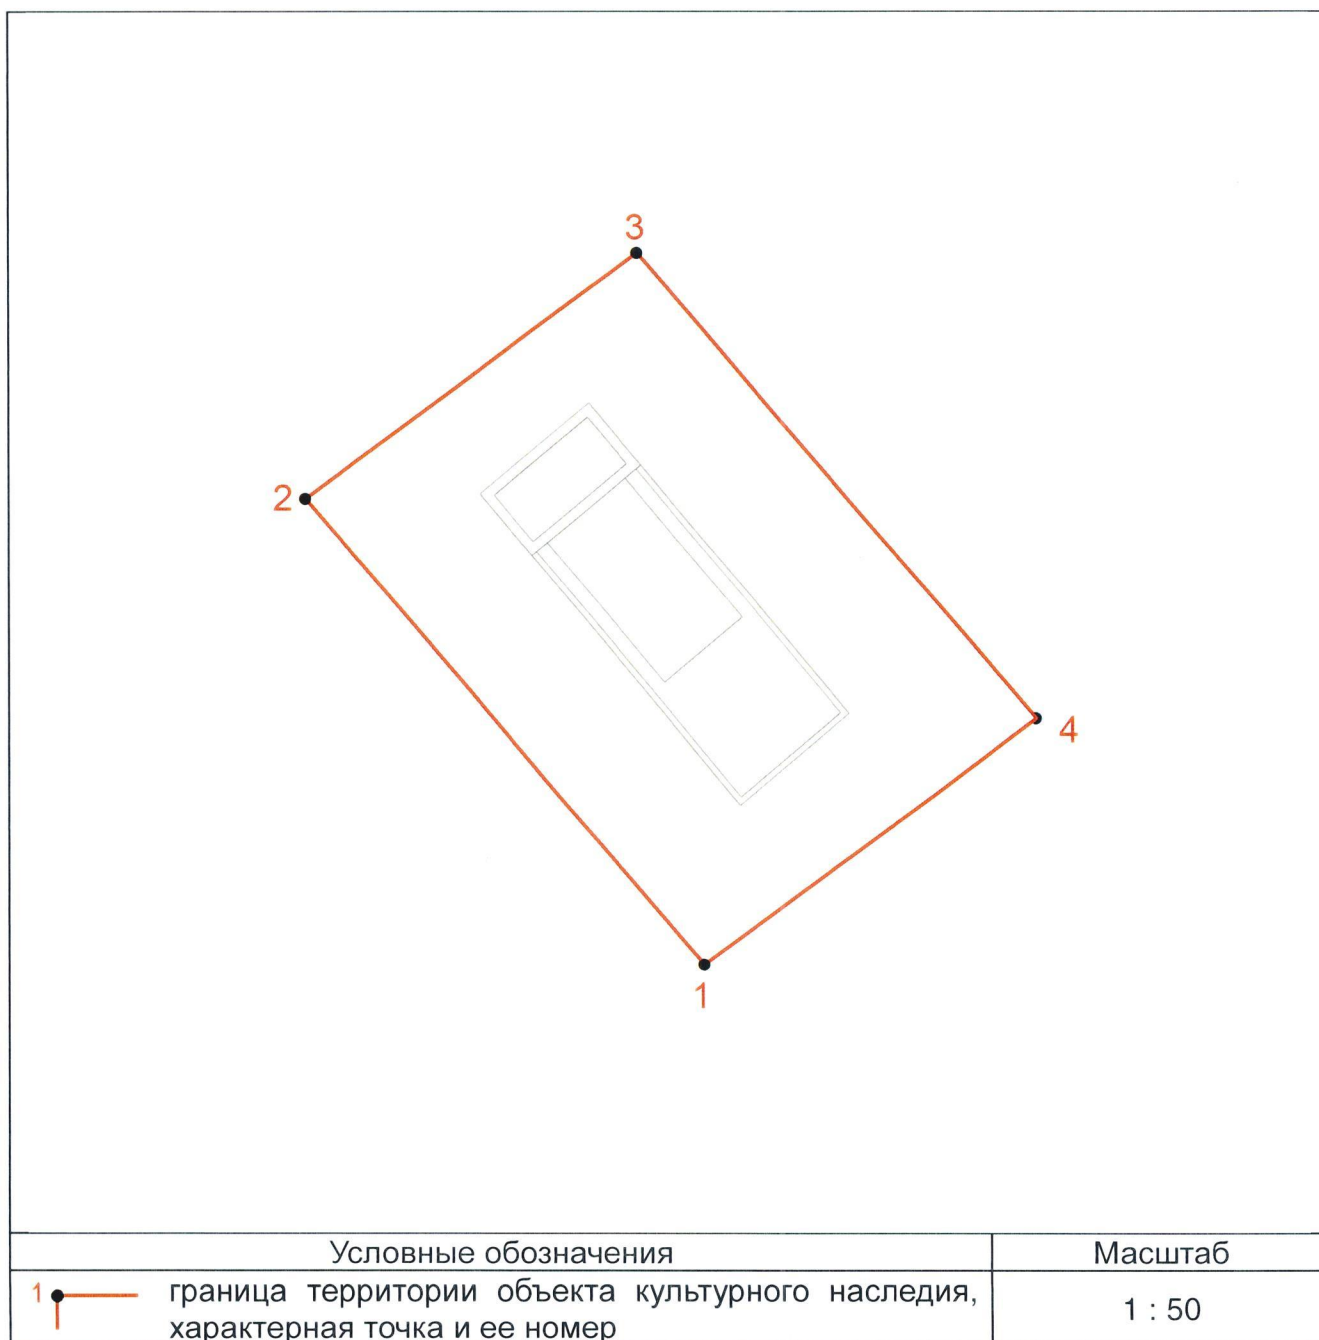 3
2
4
1
Условные обозначения
Масштаб
1
граница территории объекта культурного наследия,
характерная точка и ее номер
1 : 50